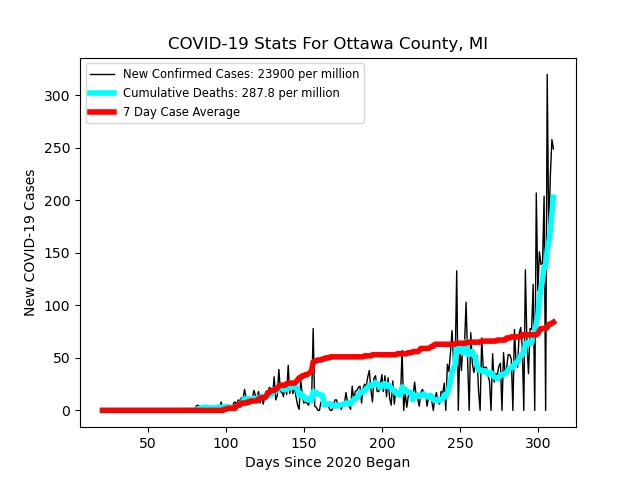 COVID-19 Stats For Ottawa County, MI
New Confirmed Cases: 23900 per million
Cumulative Deaths: 287.8 per million
7 Day Case Average
New COVID-19 Cases
300
250
200
150
100
50
0
50 100 150 200 250 300
Days Since 2020 Began